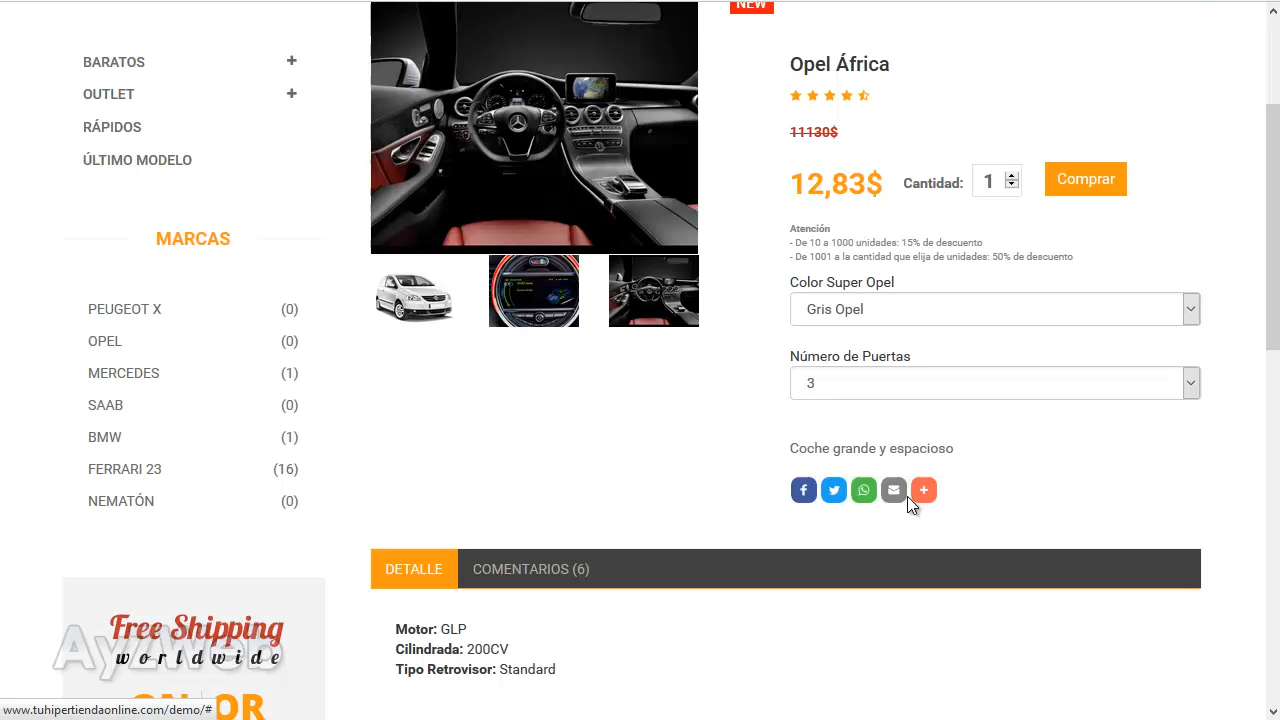 NEW
BARATOS +
OUTLET +
RÁPIDOS
ÚLTIMO MODELO
MARCAS
PEUGEOT X (0)
OPEL (0)
MERCEDES (1)
SAAB (0)
BMW (1)
FERRARI 23 (16)
NEMATÓN (0)
Free Shipping
worldwide
AyZWeb
www.tuhipertiendaonline.com/demo/#
Opel África
11130$
12,83$ Cantidad: 1 Comprar
Atención
- De 10 a 1000 unidades: 15% de descuento
- De 1001 a la cantidad que elija de unidades: 50% de descuento
Color Super Opel
Gris Opel
Número de Puertas
3
Coche grande y espacioso
DETALLE COMENTARIOS (6)
Motor: GLP
Cilindrada: 200CV
Tipo Retrovisor: Standard